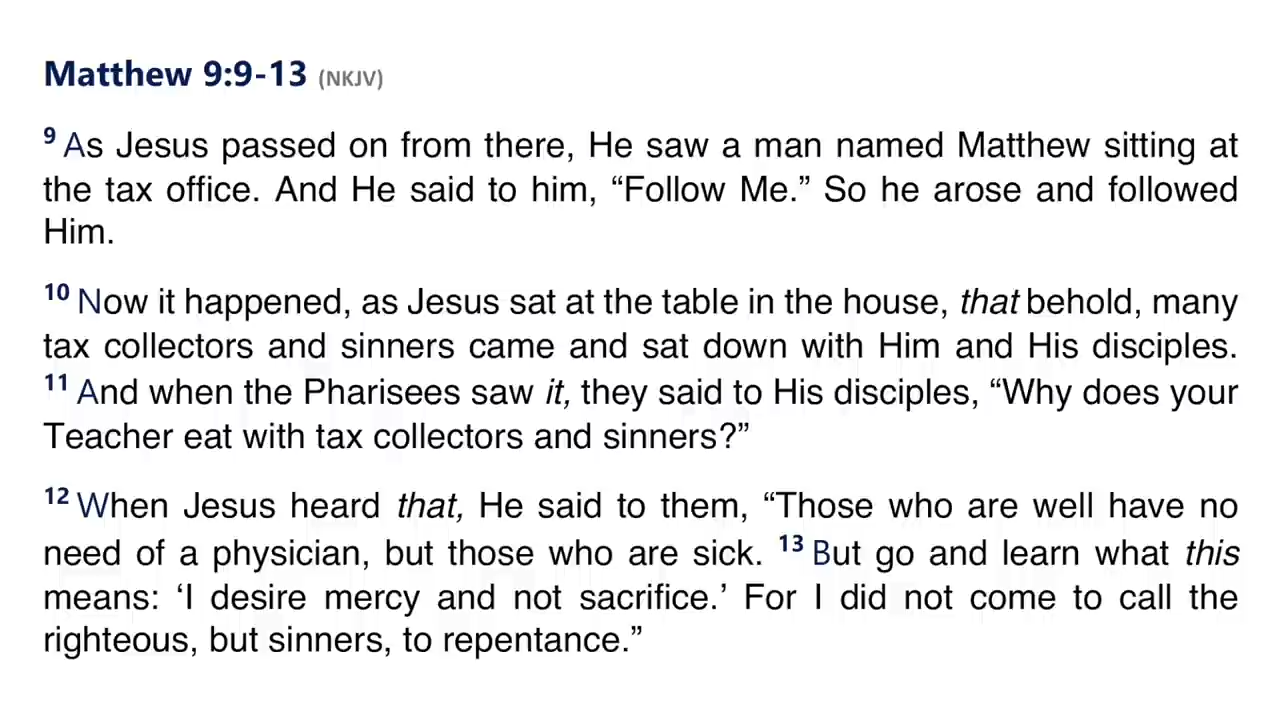 Matthew 9:9-13 (NKJV)
9 As Jesus passed on from there, He saw a man named Matthew sitting at
the tax office. And He said to him, “Follow Me.” So he arose and followed
Him.
10 Now it happened, as Jesus sat at the table in the house, that behold, many
tax collectors and sinners came and sat down with Him and His disciples.
11 And when the Pharisees saw it, they said to His disciples, “Why does your
Teacher eat with tax collectors and sinners?”
12 When Jesus heard that, He said to them, “Those who are well have no
need of a physician, but those who are sick. 13 But go and learn what this
means: ‘I desire mercy and not sacrifice.’ For I did not come to call the
righteous, but sinners, to repentance.”